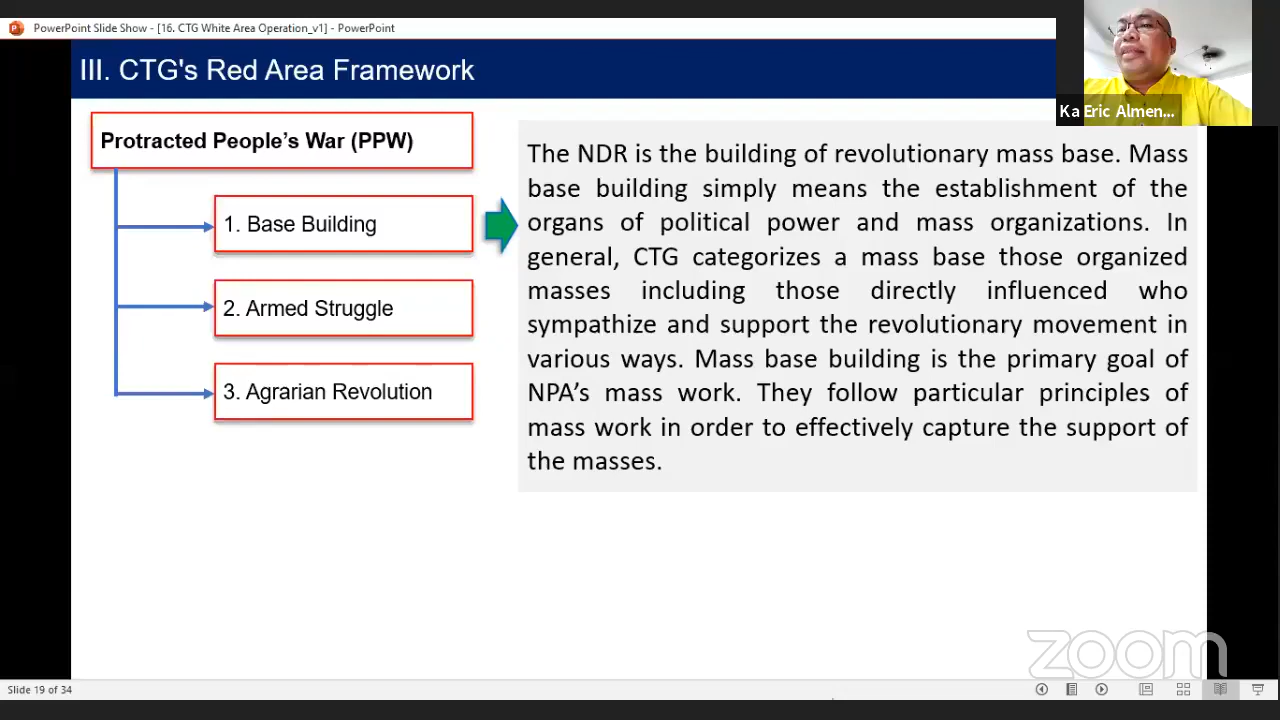 PowerPoint Slide Show - [16. CTG White Area Operation_v1] - PowerPoint
III. CTG's Red Area Framework
Ka Eric Almen...
Protracted People’s War (PPW)
1. Base Building
2. Armed Struggle
3. Agrarian Revolution
The NDR is the building of revolutionary mass base. Mass
base building simply means the establishment of the
organs of political power and mass organizations. In
general, CTG categorizes a mass base those organized
masses including those directly influenced who
sympathize and support the revolutionary movement in
various ways. Mass base building is the primary goal of
NPA’s mass work. They follow particular principles of
mass work in order to effectively capture the support of
the masses.
zoom
Slide 19 of 34